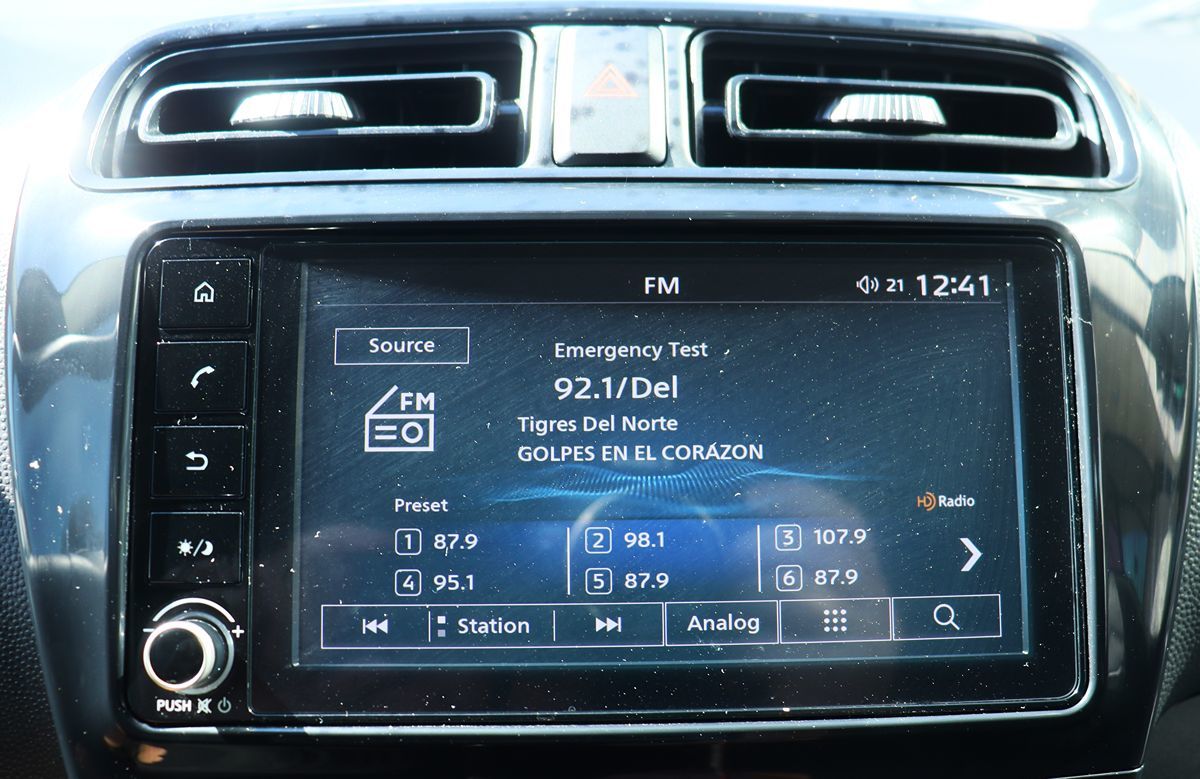 FM
21 12:41
Source
Emergency Test
92.1/Del
FM
Tigres Del Norte
GOLPES EN EL CORAZON
Preset
HD Radio
1 87.9
2 98.1
3 107.9
4 95.1
5 87.9
6 87.9
Station
Analog
PUSH